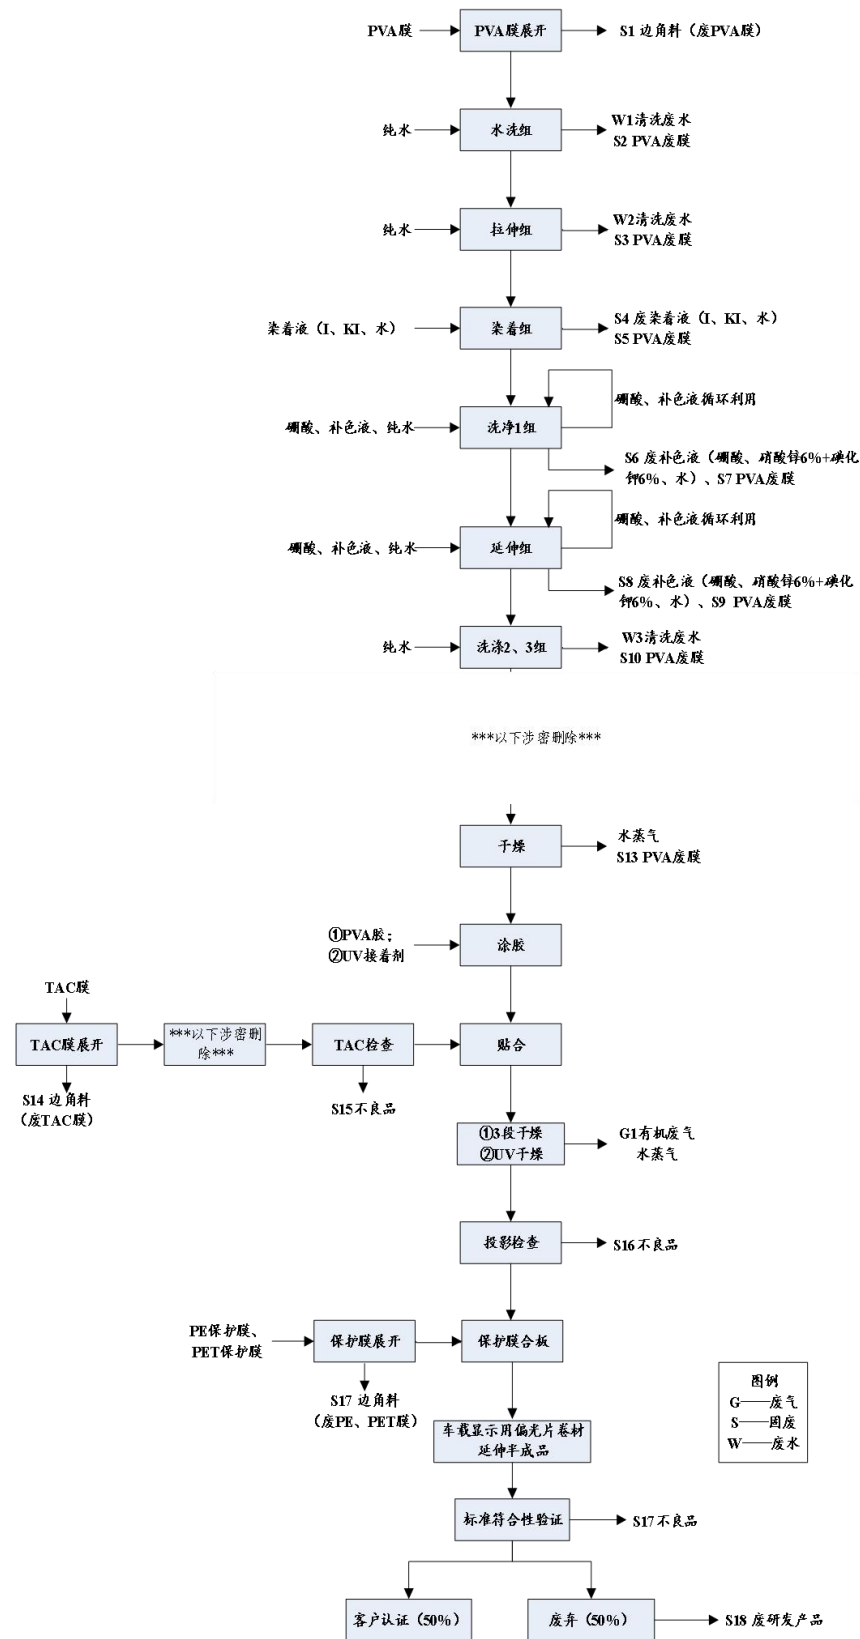 PVA膜
PVA膜展开
S1 边角料（废PVA膜）
纯水
水洗组
W1清洗废水
S2 PVA废膜
纯水
拉伸组
W2清洗废水
S3 PVA废膜
染着液（I、KI、水）
染着组
S4 废染着液（I、KI、水）
S5 PVA废膜
硼酸、补色液循环利用
硼酸、补色液、纯水
洗净1组
S6 废补色液（硼酸、硝酸锌6%+碘化
钾6%、水）、S7 PVA废膜
硼酸、补色液循环利用
硼酸、补色液、纯水
延伸组
S8 废补色液（硼酸、硝酸锌6%+碘化
钾6%、水）、S9 PVA废膜
纯水
洗涤2、3组
W3清洗废水
S10 PVA废膜
***以下涉密删除***
干燥
水蒸气
S13 PVA废膜
①PVA胶；
②UV接着剂
涂胶
TAC膜
TAC膜展开
***以下涉密删
除***
TAC检查
贴合
S14 边角料
（废TAC膜）
S15不良品
①3段干燥
②UV干燥
G1有机废气
水蒸气
投影检查
S16不良品
PE保护膜、
PET保护膜
保护膜展开
保护膜合板
S17 边角料
（废PE、PET膜）
图例
G——废气
S——固废
W——废水
车载显示用偏光片卷材
延伸半成品
标准符合性验证
S17不良品
客户认证（50%）
废弃（50%）
S18 废研发产品